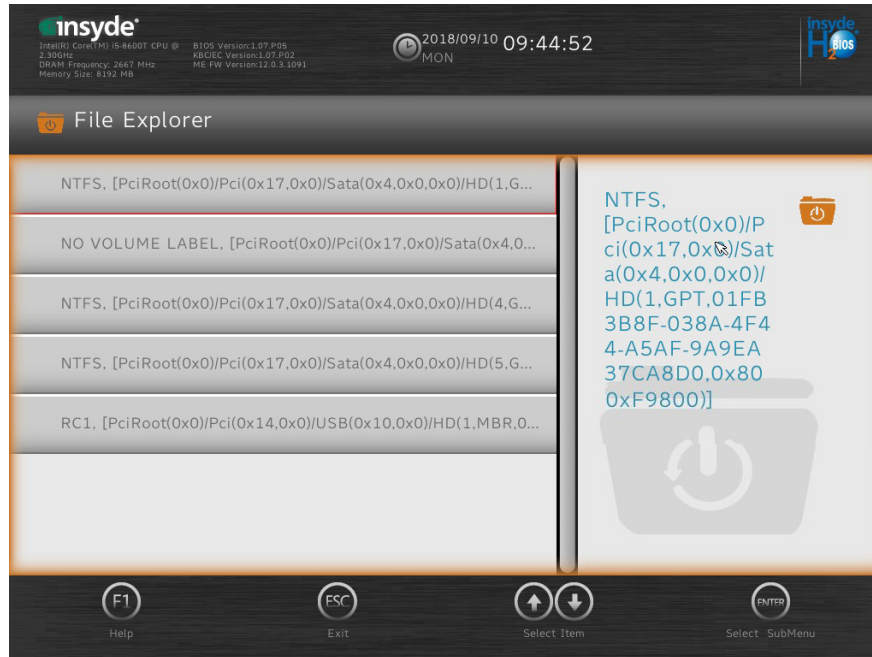 insyde
Intel(R) Core(TM) i5-8600T CPU @
2.30GHz
DRAM Frequency: 2667 MHz
Memory Size: 8192 MB
BIOS Version:1.07.P05
KBC/EC Version:1.07.P02
ME FW Version:12.0.3.1091
2018/09/10 09:44:52
MON
insyde
H2O BIOS
File Explorer
NTFS, [PciRoot(0x0)/Pci(0x17,0x0)/Sata(0x4,0x0,0x0)/HD(1,G...
NO VOLUME LABEL, [PciRoot(0x0)/Pci(0x17,0x0)/Sata(0x4,0...
NTFS, [PciRoot(0x0)/Pci(0x17,0x0)/Sata(0x4,0x0,0x0)/HD(4,G...
NTFS, [PciRoot(0x0)/Pci(0x17,0x0)/Sata(0x4,0x0,0x0)/HD(5,G...
RC1, [PciRoot(0x0)/Pci(0x14,0x0)/USB(0x10,0x0)/HD(1,MBR,0...
NTFS,
[PciRoot(0x0)/P
ci(0x17,0x0)/Sat
a(0x4,0x0,0x0)/
HD(1,GPT,01FB
3B8F-038A-4F4
4-A5AF-9A9EA
37CA8D0,0x80
0xF9800)]
F1
Help
ESC
Exit
Select Item
ENTER
Select SubMenu